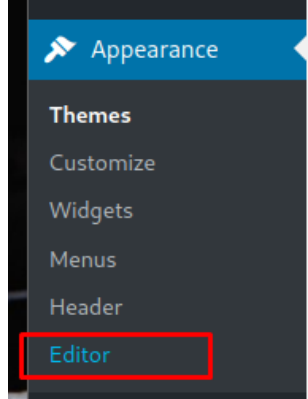 Appearance
Themes
Customize
Widgets
Menus
Header
Editor